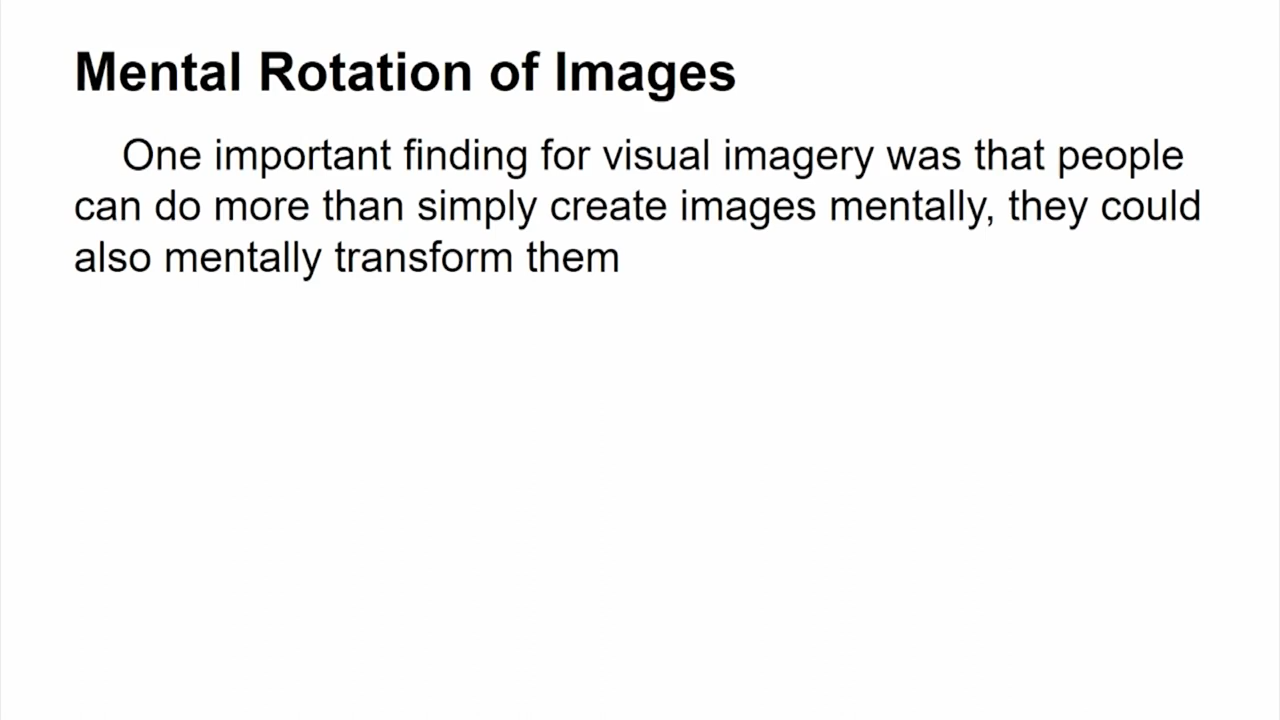 Mental Rotation of Images
One important finding for visual imagery was that people
can do more than simply create images mentally, they could
also mentally transform them